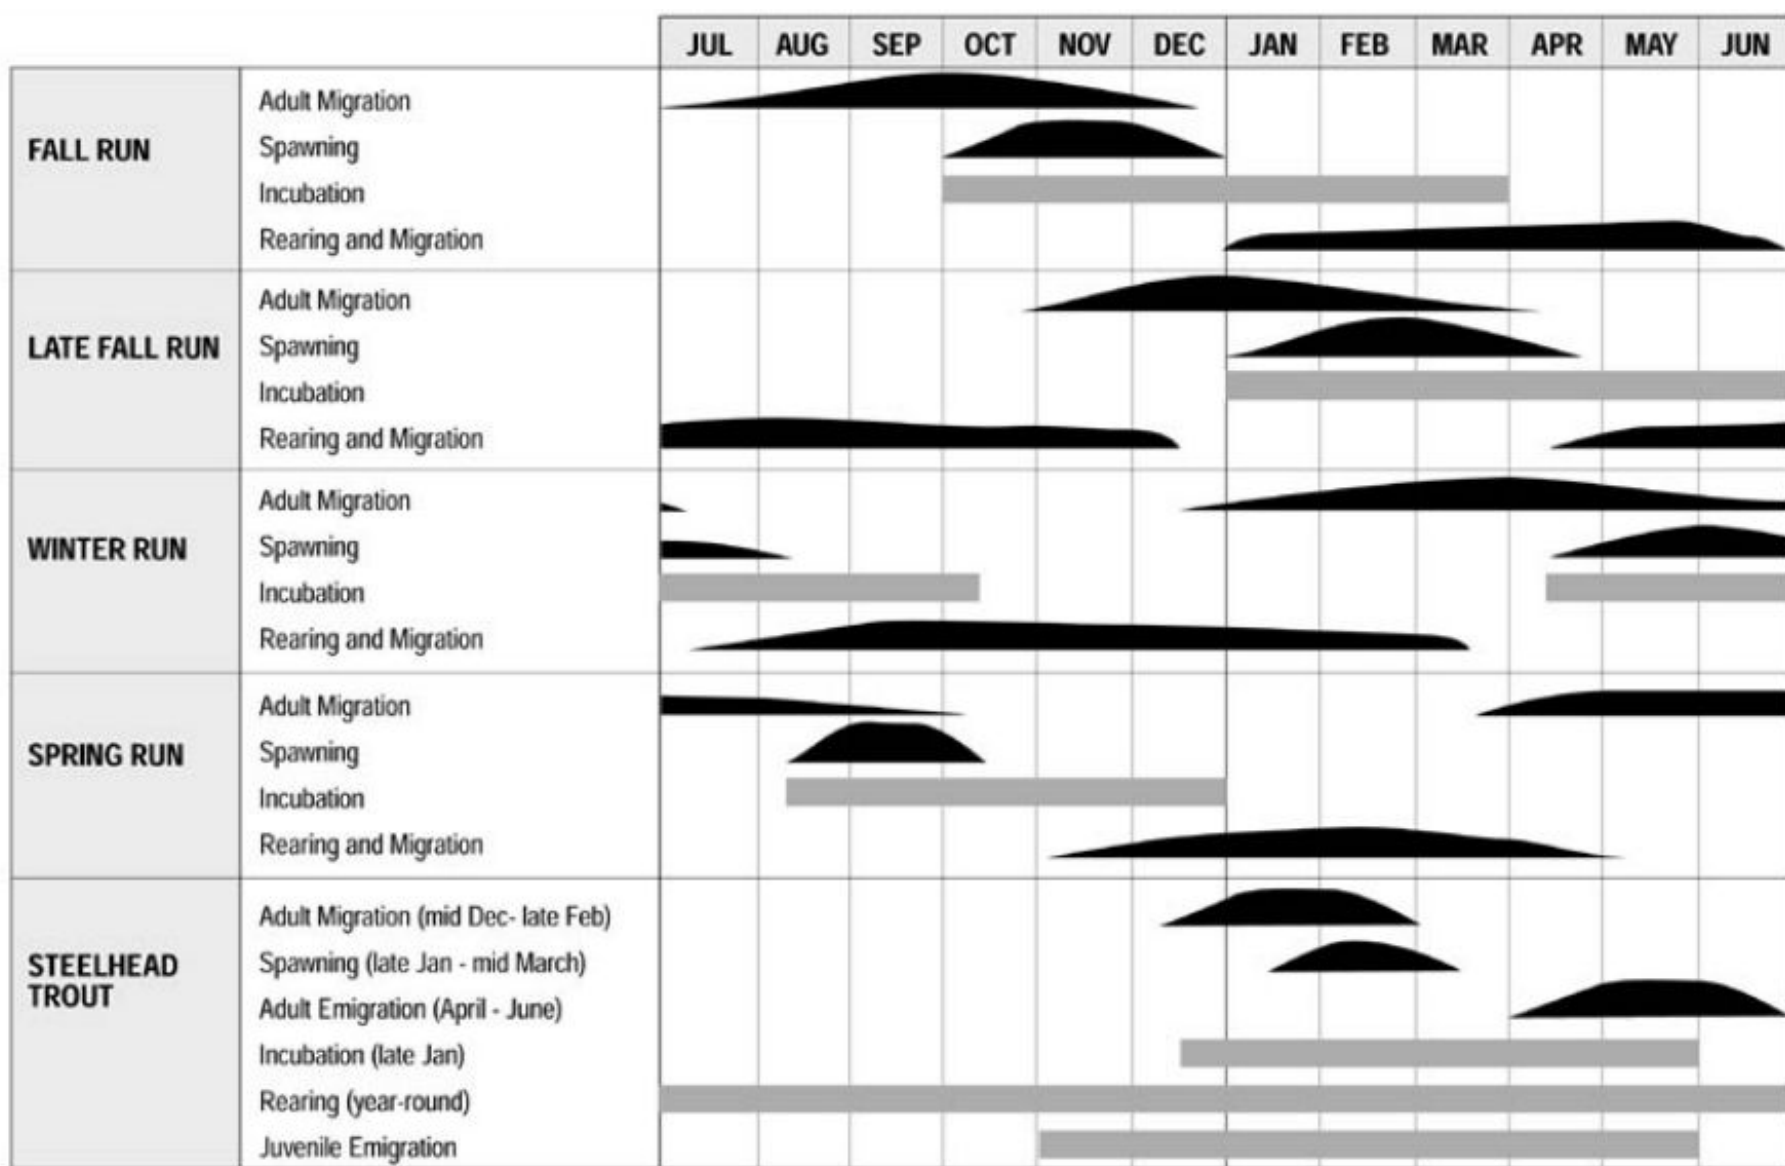 JUL AUG SEP OCT NOV DEC JAN FEB MAR APR MAY JUN
FALL RUN
Adult Migration
Spawning
Incubation
Rearing and Migration
LATE FALL RUN
Adult Migration
Spawning
Incubation
Rearing and Migration
WINTER RUN
Adult Migration
Spawning
Incubation
Rearing and Migration
SPRING RUN
Adult Migration
Spawning
Incubation
Rearing and Migration
STEELHEAD
TROUT
Adult Migration (mid Dec- late Feb)
Spawning (late Jan - mid March)
Adult Emigration (April - June)
Incubation (late Jan)
Rearing (year-round)
Juvenile Emigration